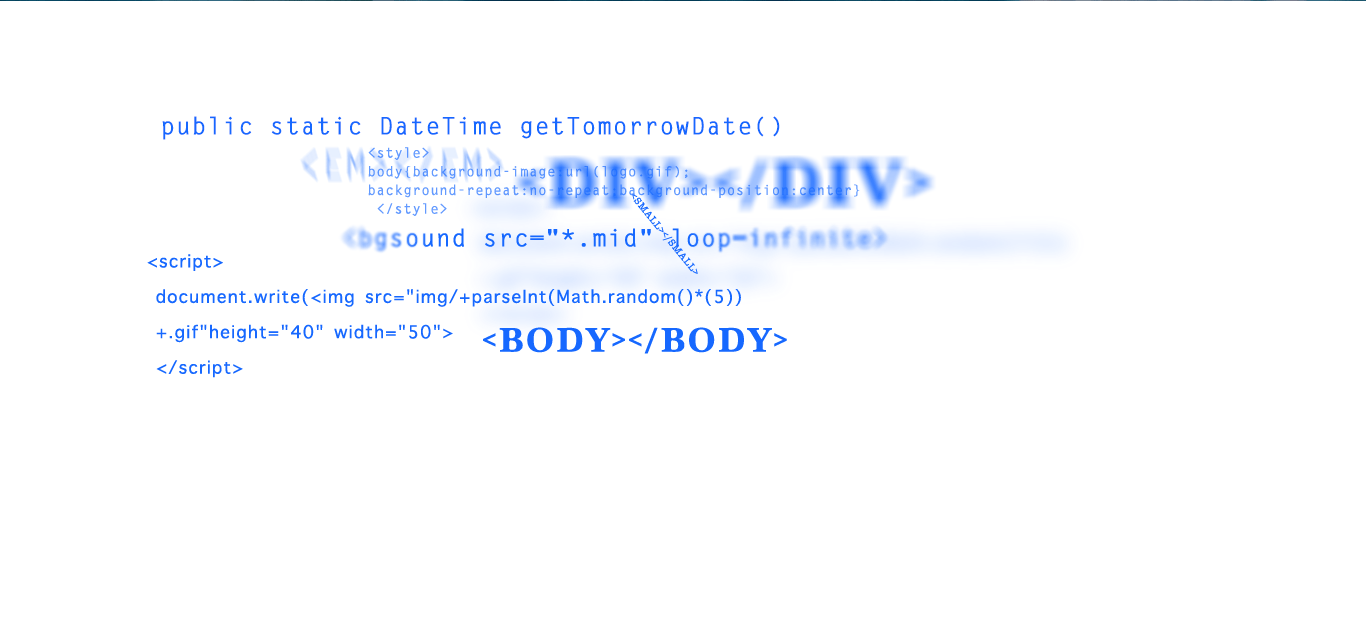 public static DateTime getTomorrowDate()
<EM></EM>
<style>
body{background-image:url(logo.gif);
background-repeat:no-repeat;background-position:center}
</style>
<DIV></DIV>
<SMALL></SMALL>
<bgsound src="*.mid" loop-infinite>
<script>
document.write(<img src="img/+parseInt(Math.random()*(5))
+.gif"height="40" width="50">
</script>
<BODY></BODY>